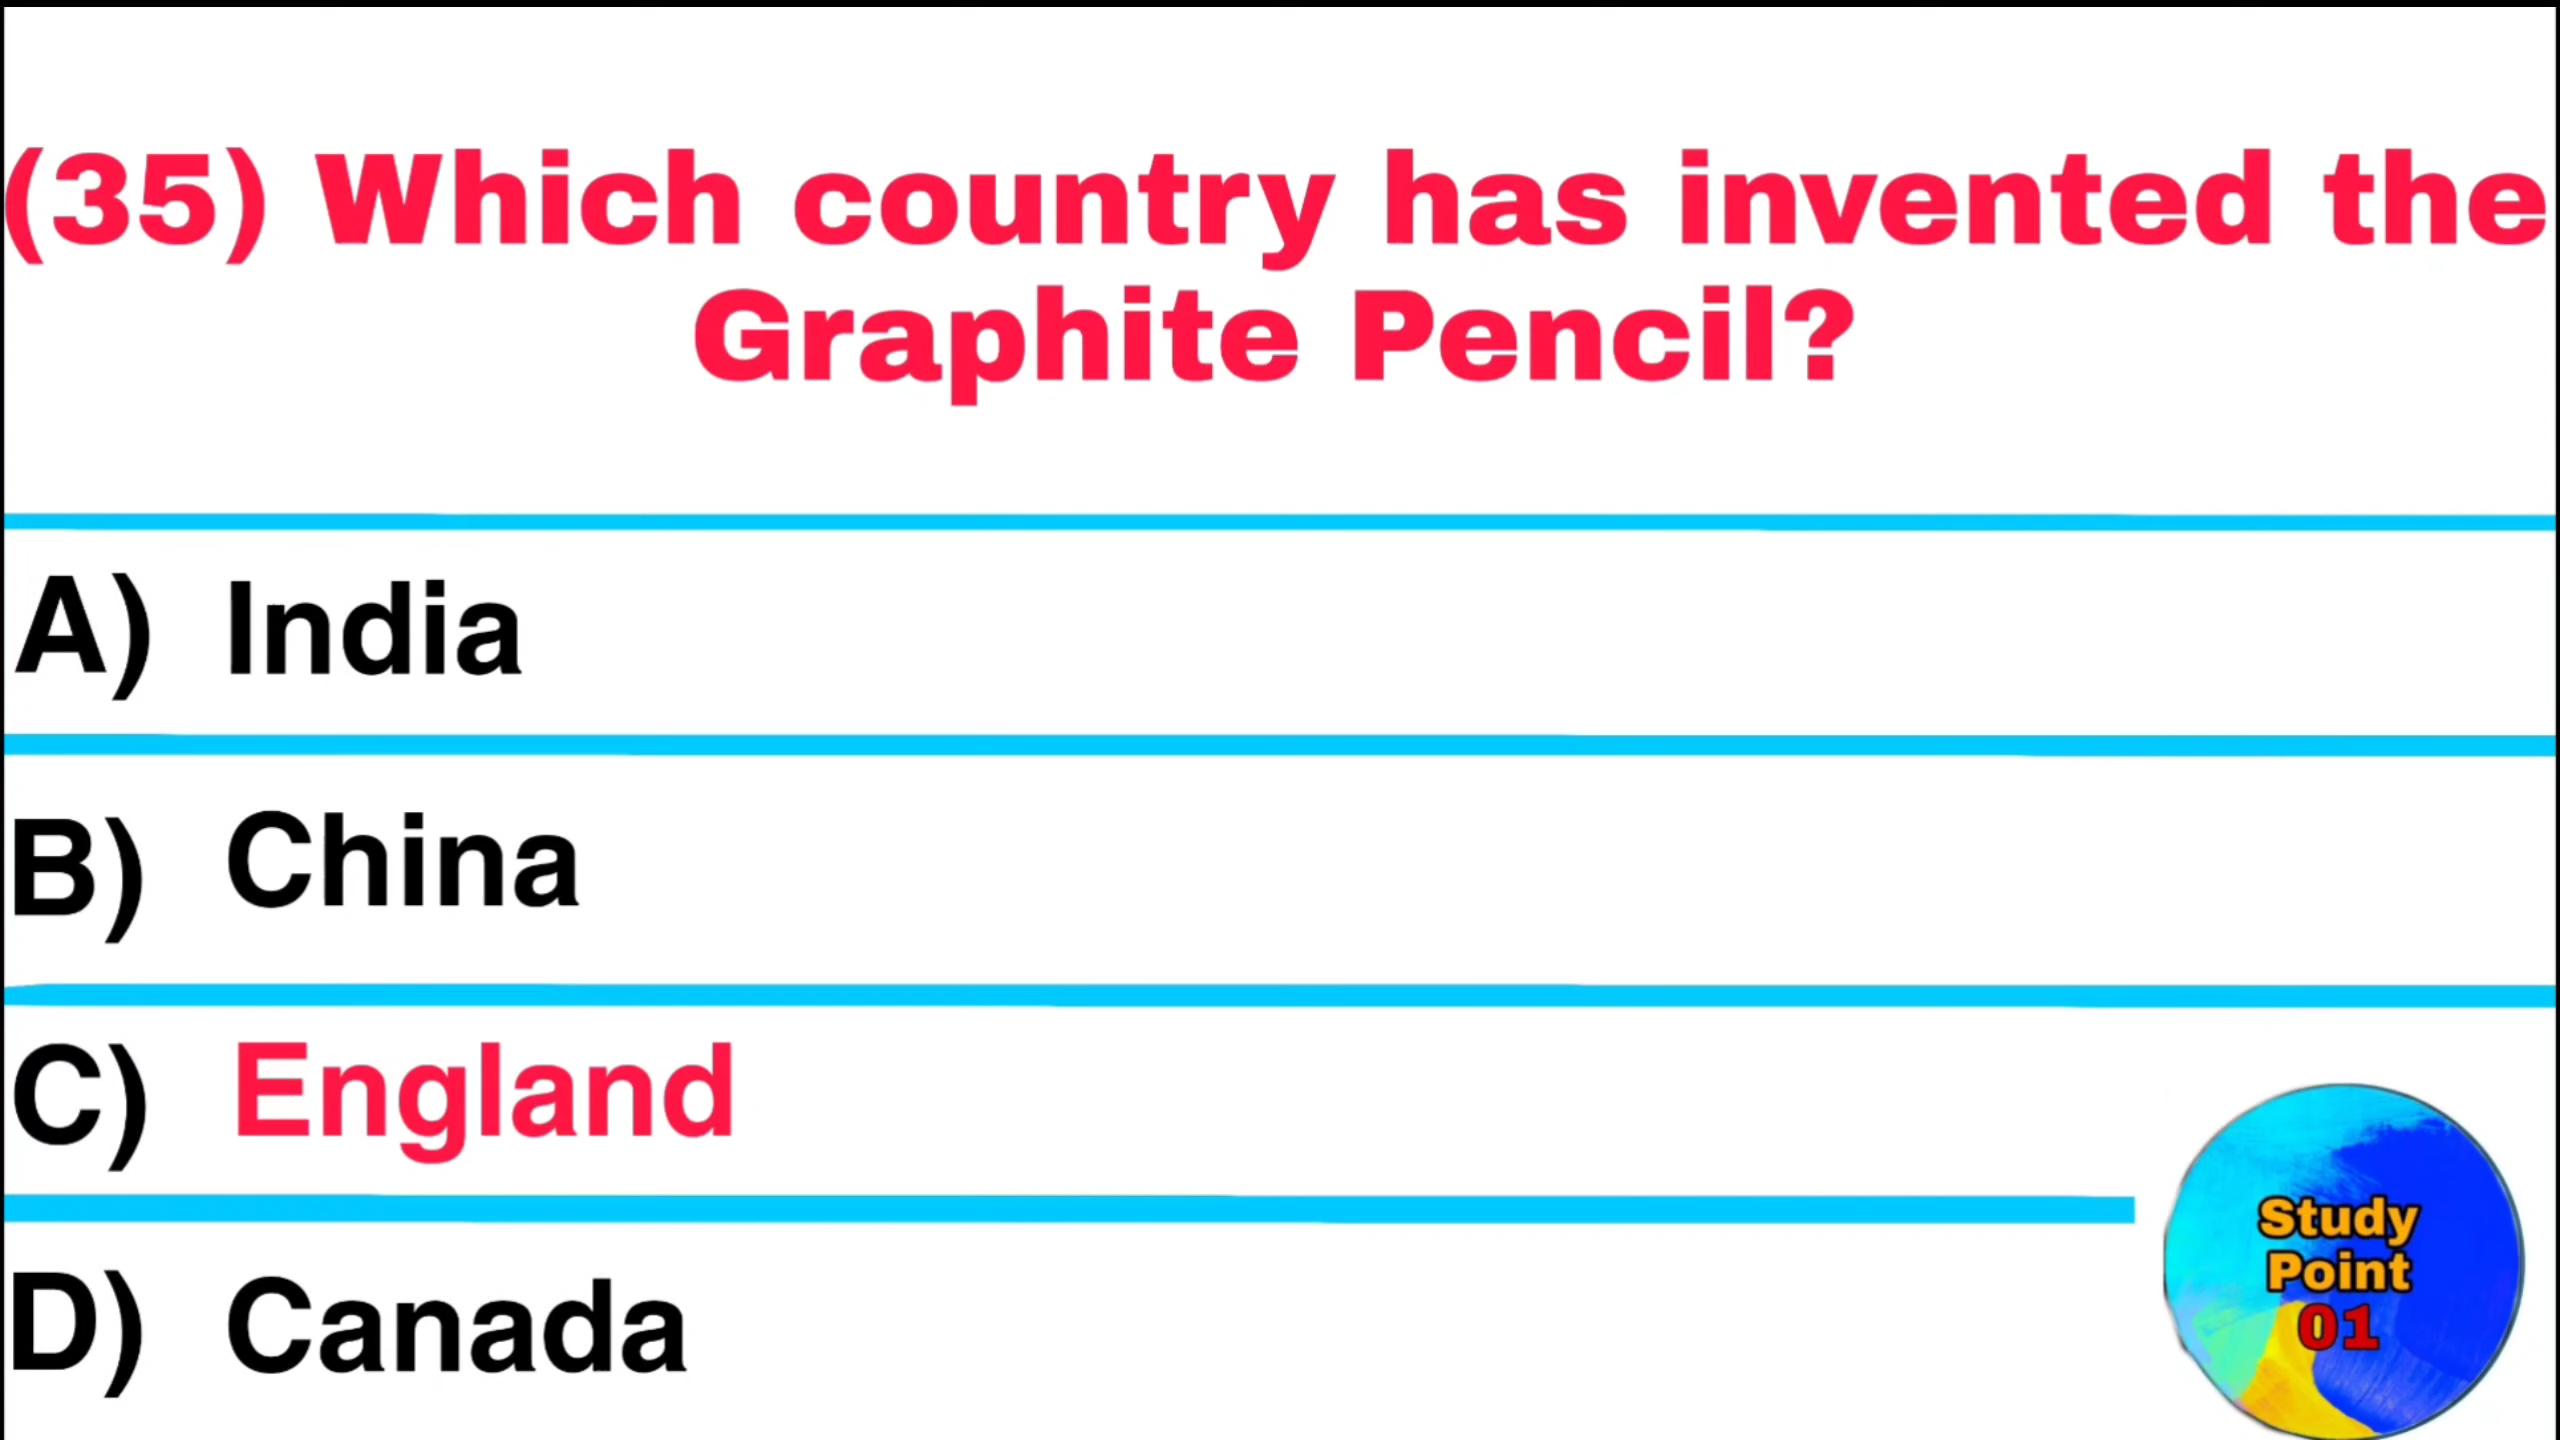 (35) Which country has invented the
Graphite Pencil?
A) India
B) China
C) England
D) Canada
Study
Point
01